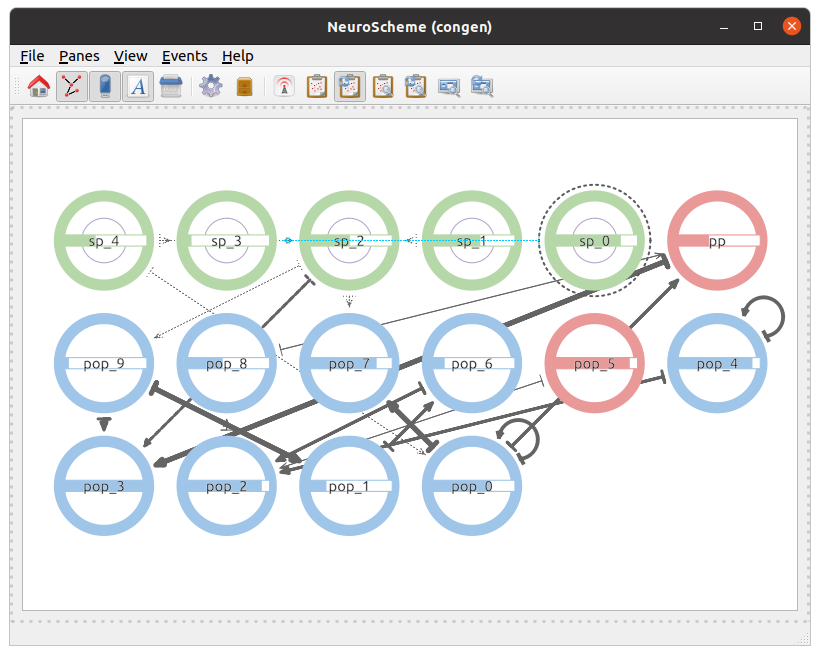 NeuroScheme (congen)
File Panes View Events Help
A
sp_4 sp_3 sp_2 sp_1 sp_0 pp
pop_9 pop_8 pop_7 pop_6 pop_5 pop_4
pop_3 pop_2 pop_1 pop_0